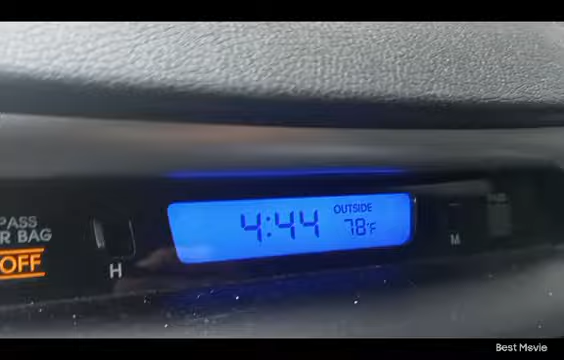 PASS
R BAG
OFF
H
4:44
OUTSIDE
78°F
M
Best Movie